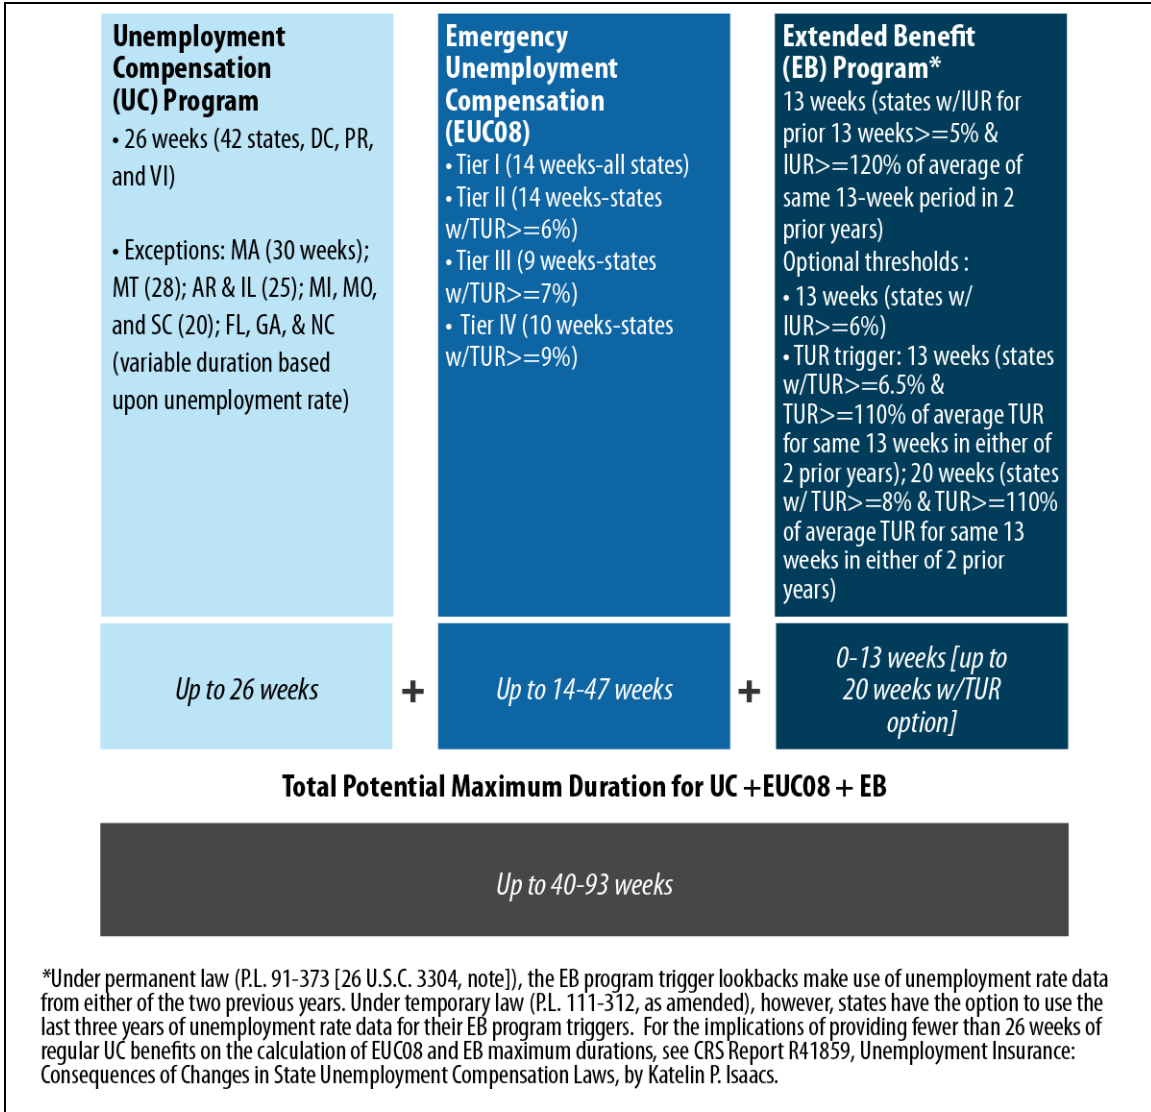 Unemployment
Compensation
(UC) Program
• 26 weeks (42 states, DC, PR,
and VI)
• Exceptions: MA (30 weeks);
MT (28); AR & IL (25); MI, MO,
and SC (20); FL, GA, & NC
(variable duration based
upon unemployment rate)
Emergency
Unemployment
Compensation
(EUC08)
• Tier I (14 weeks-all states)
• Tier II (14 weeks-states
w/TUR>=6%)
• Tier III (9 weeks-states
w/TUR>=7%)
• Tier IV (10 weeks-states
w/TUR>=9%)
Extended Benefit
(EB) Program*
13 weeks (states w/IUR for
prior 13 weeks>=5% &
IUR>=120% of average of
same 13-week period in 2
prior years)
Optional thresholds :
• 13 weeks (states w/
IUR>=6%)
• TUR trigger: 13 weeks (states
w/TUR>=6.5% &
TUR>=110% of average TUR
for same 13 weeks in either of
2 prior years); 20 weeks (states
w/ TUR>=8% & TUR>=110%
of average TUR for same 13
weeks in either of 2 prior
years)
Up to 26 weeks
+
Up to 14-47 weeks
+
0-13 weeks [up to
20 weeks w/TUR
option]
Total Potential Maximum Duration for UC +EUC08 + EB
Up to 40-93 weeks
*Under permanent law (P.L. 91-373 [26 U.S.C. 3304, note]), the EB program trigger lookbacks make use of unemployment rate data
from either of the two previous years. Under temporary law (P.L. 111-312, as amended), however, states have the option to use the
last three years of unemployment rate data for their EB program triggers. For the implications of providing fewer than 26 weeks of
regular UC benefits on the calculation of EUC08 and EB maximum durations, see CRS Report R41859, Unemployment Insurance:
Consequences of Changes in State Unemployment Compensation Laws, by Katelin P. Isaacs.